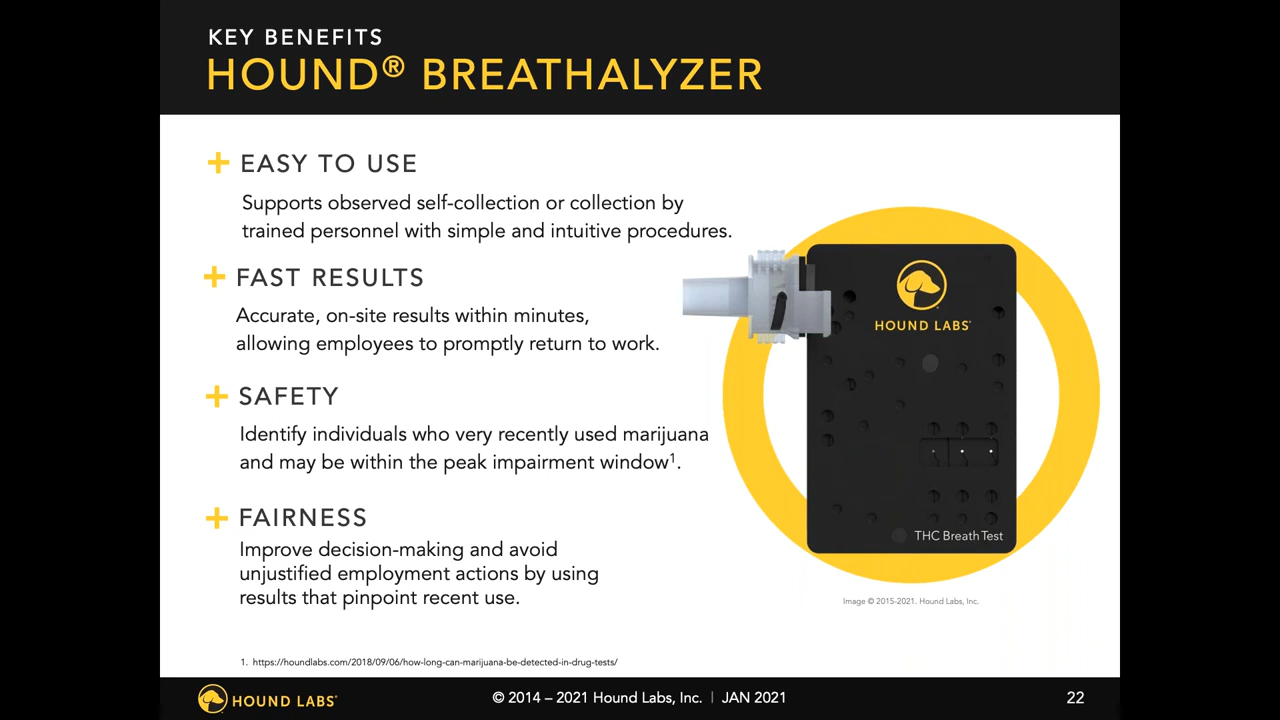 KEY BENEFITS
HOUND® BREATHALYZER
+ EASY TO USE
Supports observed self-collection or collection by
trained personnel with simple and intuitive procedures.
+ FAST RESULTS
Accurate, on-site results within minutes,
allowing employees to promptly return to work.
+ SAFETY
Identify individuals who very recently used marijuana
and may be within the peak impairment window¹.
+ FAIRNESS
Improve decision-making and avoid
unjustified employment actions by using
results that pinpoint recent use.
HOUND LABS
THC Breath Test
Image © 2015-2021. Hound Labs, Inc.
1. https://houndlabs.com/2018/09/06/how-long-can-marijuana-be-detected-in-drug-tests/
HOUND LABS
© 2014 – 2021 Hound Labs, Inc. | JAN 2021
22